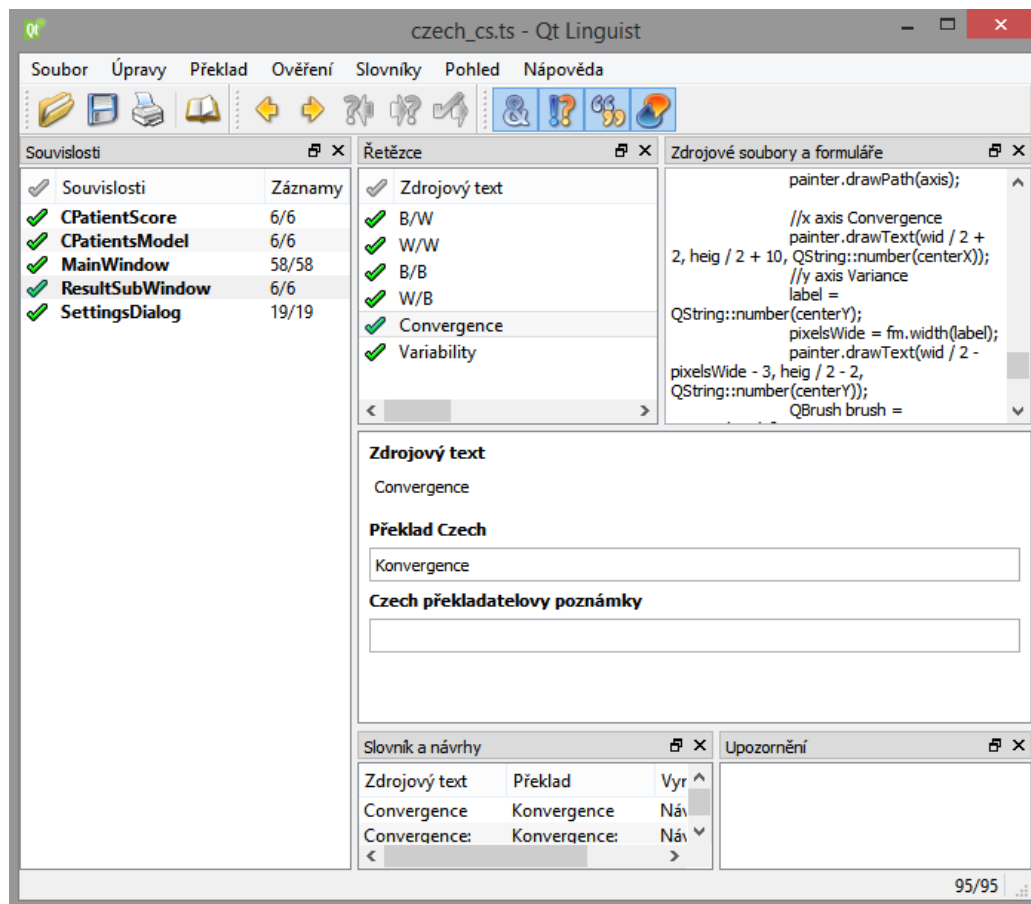 czech_cs.ts - Qt Linguist
Soubor Úpravy Překlad Ověření Slovníky Pohled Nápověda
Souvislosti
Souvislosti Záznamy
CPatientScore 6/6
CPatientsModel 6/6
MainWindow 58/58
ResultSubWindow 6/6
SettingsDialog 19/19
Řetězce
Zdrojový text
B/W
W/W
B/B
W/B
Convergence
Variability
Zdrojové soubory a formuláře
painter.drawPath(axis);
//x axis Convergence
painter.drawText(wid / 2 +
2, heig / 2 + 10, QString::number(centerX));
//y axis Variance
label =
QString::number(centerY);
pixelsWide = fm.width(label);
painter.drawText(wid / 2 -
pixelsWide - 3, heig / 2 - 2,
QString::number(centerY));
QBrush brush =
Zdrojový text
Convergence
Překlad Czech
Konvergence
Czech překladatelovy poznámky
Slovník a návrhy
Zdrojový text Překlad Vyr
Convergence Konvergence Náv
Convergence: Konvergence: Náv
Upozornění
95/95